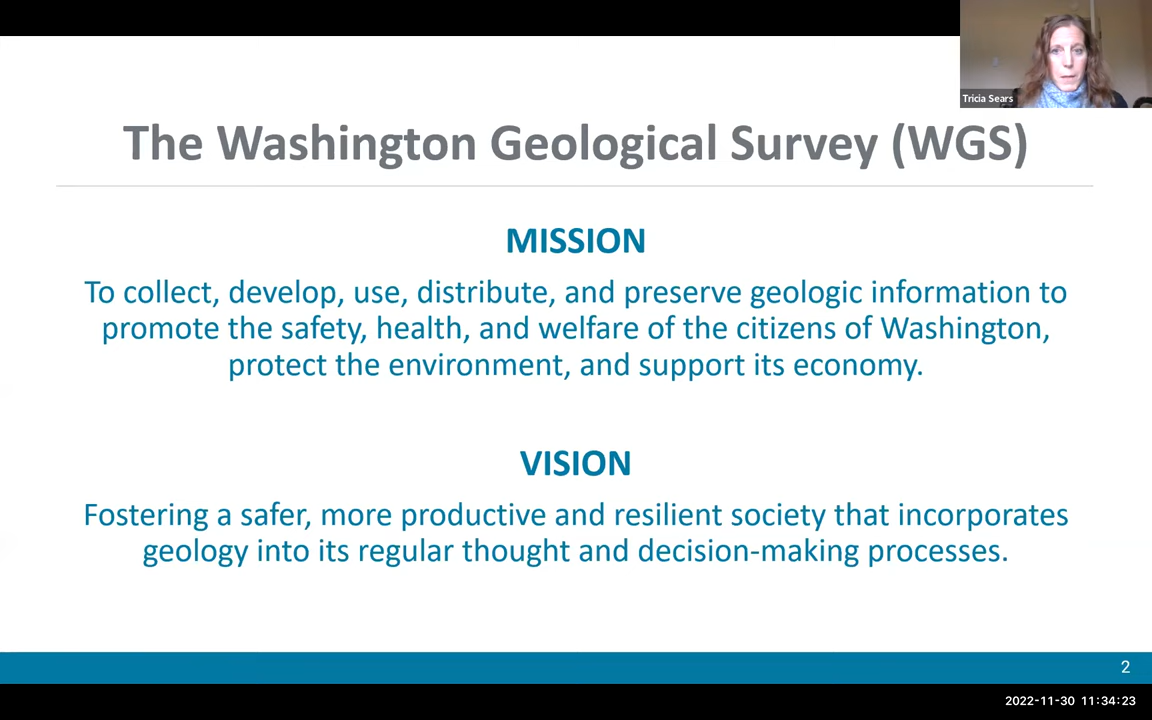 Tricia Sears
The Washington Geological Survey (WGS)
MISSION
To collect, develop, use, distribute, and preserve geologic information to
promote the safety, health, and welfare of the citizens of Washington,
protect the environment, and support its economy.
VISION
Fostering a safer, more productive and resilient society that incorporates
geology into its regular thought and decision-making processes.
2
2022-11-30 11:34:23